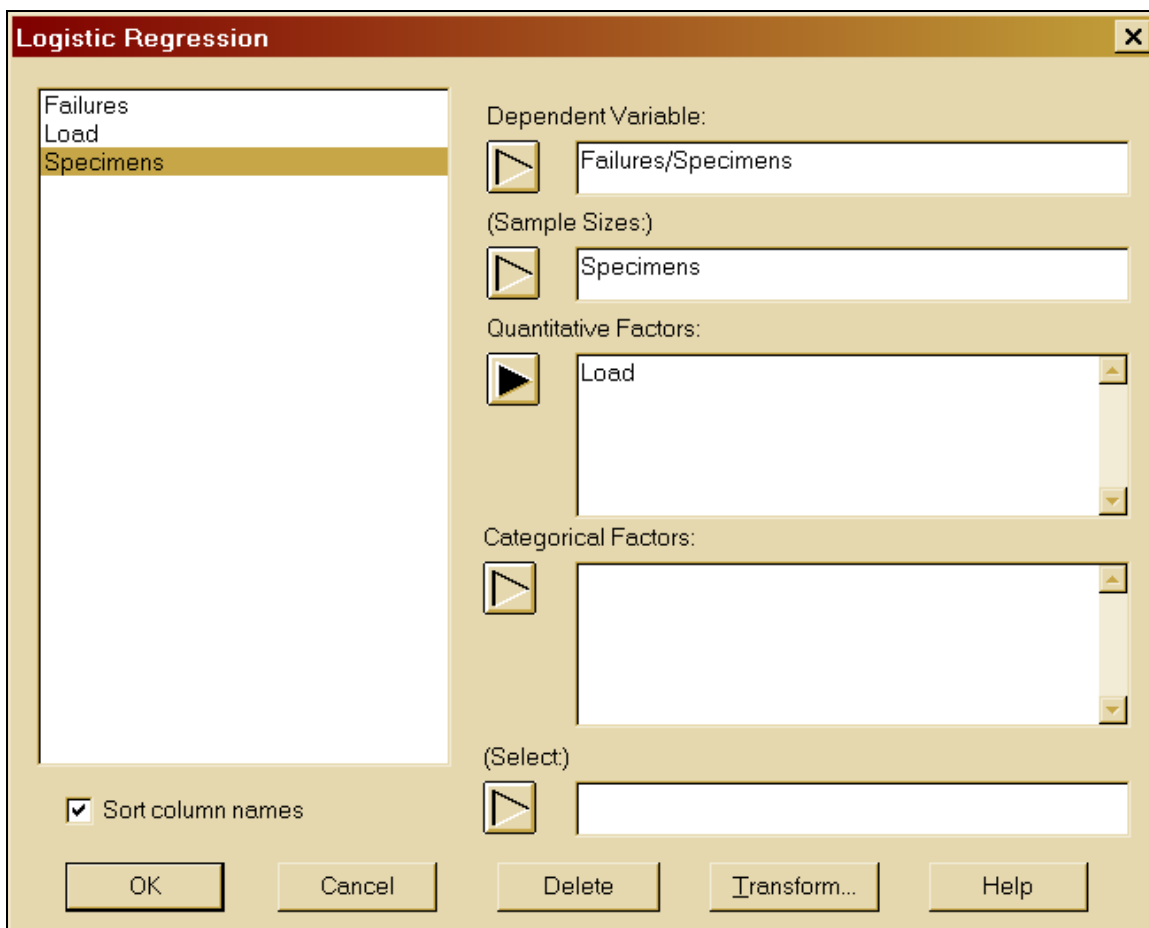 Logistic Regression
Failures
Load
Specimens
Dependent Variable:
Failures/Specimens
(Sample Sizes:)
Specimens
Quantitative Factors:
Load
Categorical Factors:
(Select:)
Sort column names
OK Cancel Delete Transform... Help